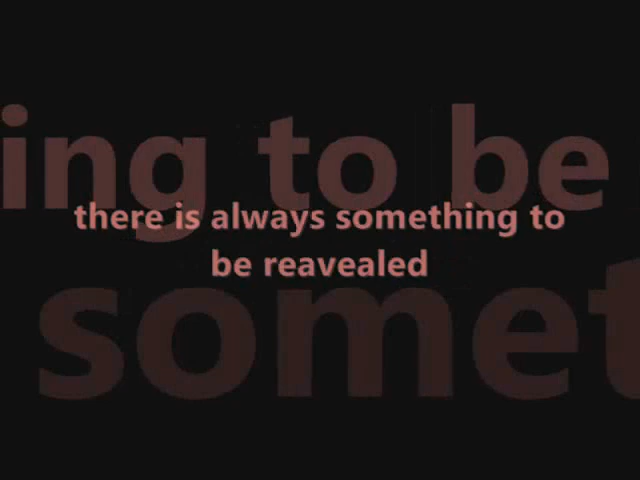 ing to be
there is always something to
be reavealed
somet